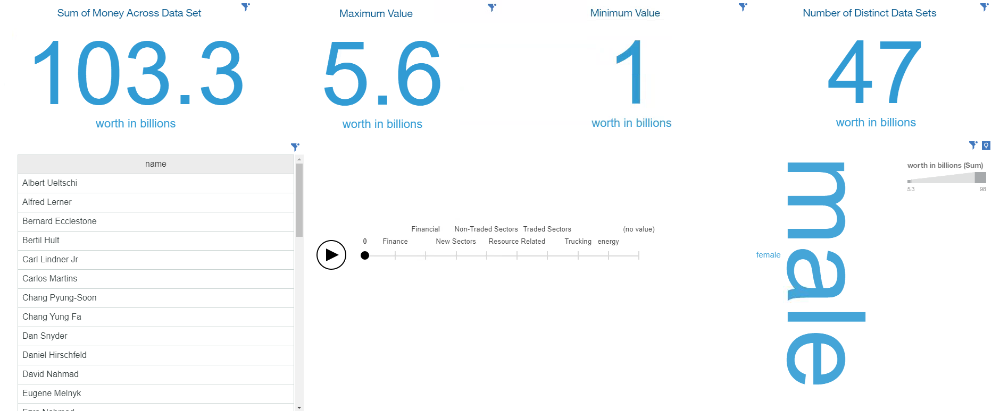 Sum of Money Across Data Set
Maximum Value
Minimum Value
Number of Distinct Data Sets
103.3
5.6
1
47
worth in billions
worth in billions
worth in billions
worth in billions
name
Albert Ueltschi
Alfred Lerner
Bernard Ecclestone
Bertil Hult
Carl Lindner Jr
Carlos Martins
Chang Pyung-Soon
Chang Yung Fa
Dan Snyder
Daniel Hirschfeld
David Nahmad
Eugene Melnyk
Financial
Non-Traded Sectors
Traded Sectors
(no value)
0
Finance
New Sectors
Resource Related
Trucking
energy
female
male
worth in billions (Sum)
5.3
98